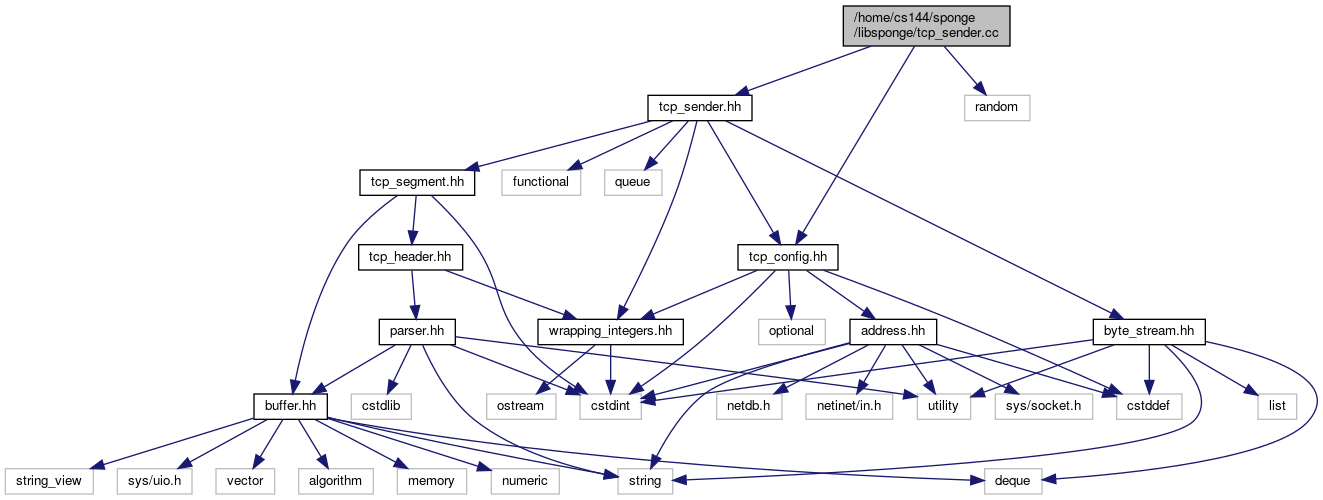 /home/cs144/sponge
/libsponge/tcp_sender.cc
tcp_sender.hh
random
tcp_segment.hh
functional
queue
tcp_header.hh
tcp_config.hh
parser.hh
wrapping_integers.hh
optional
address.hh
byte_stream.hh
buffer.hh
cstdlib
ostream
cstdint
netdb.h
netinet/in.h
utility
sys/socket.h
cstddef
list
string_view
sys/uio.h
vector
algorithm
memory
numeric
string
deque